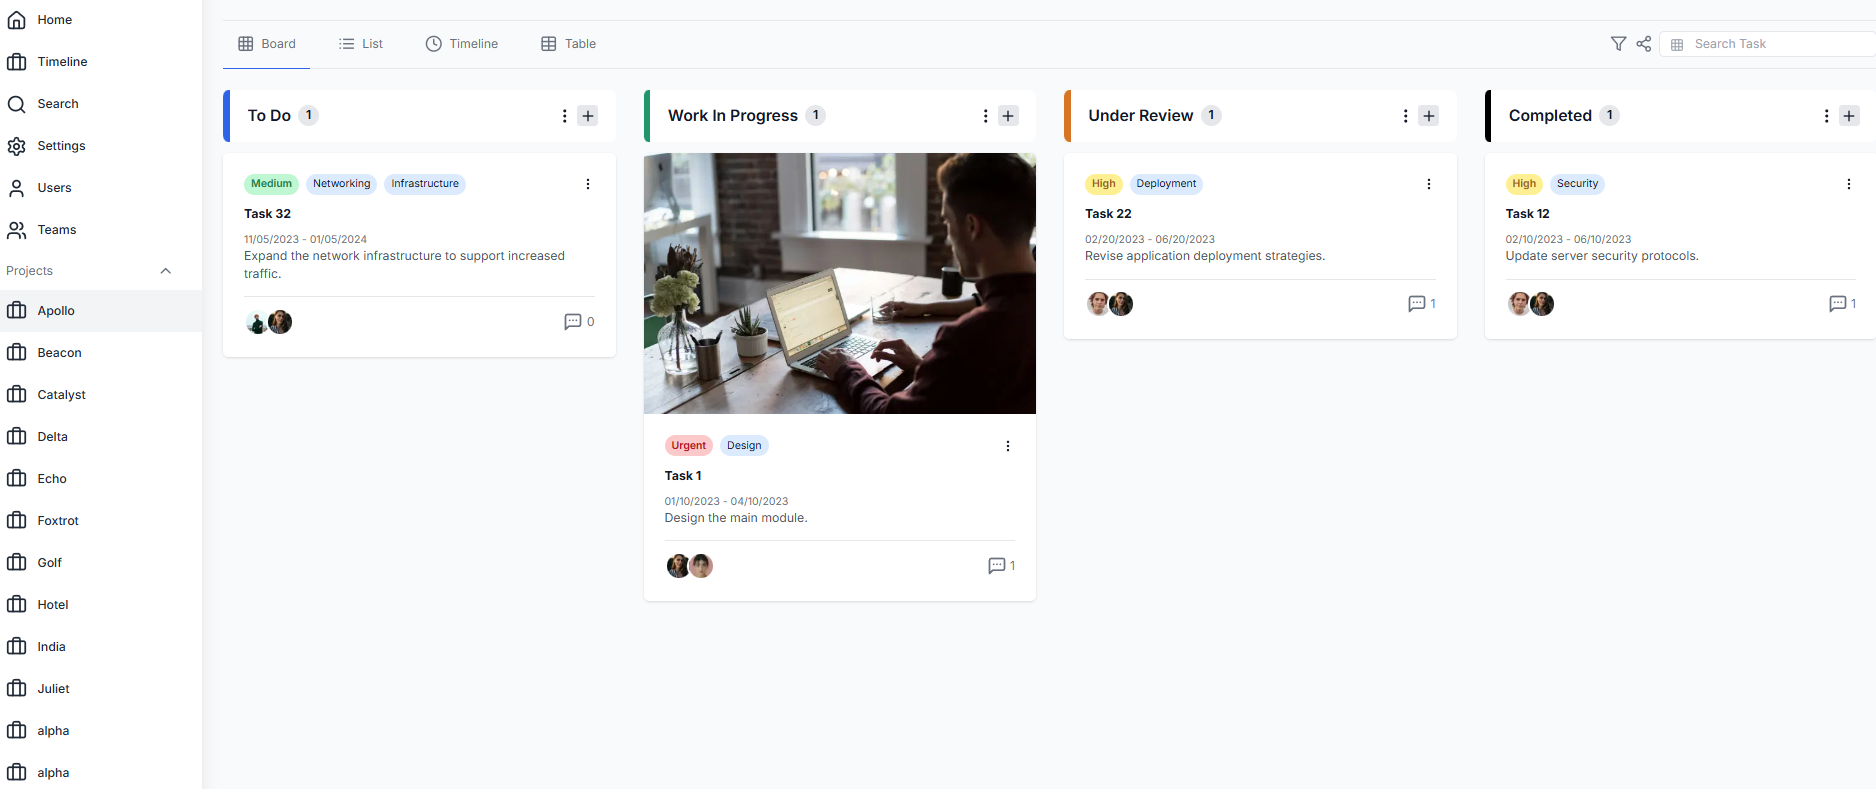 Home
Timeline
Search
Settings
Users
Teams
Projects
Apollo
Beacon
Catalyst
Delta
Echo
Foxtrot
Golf
Hotel
India
Juliet
alpha
alpha
Board
List
Timeline
Table
Search Task
To Do 1
Medium Networking Infrastructure
Task 32
11/05/2023 - 01/05/2024
Expand the network infrastructure to support increased
traffic.
0
Work In Progress 1
Urgent Design
Task 1
01/10/2023 - 04/10/2023
Design the main module.
1
Under Review 1
High Deployment
Task 22
02/20/2023 - 06/20/2023
Revise application deployment strategies.
1
Completed 1
High Security
Task 12
02/10/2023 - 06/10/2023
Update server security protocols.
1